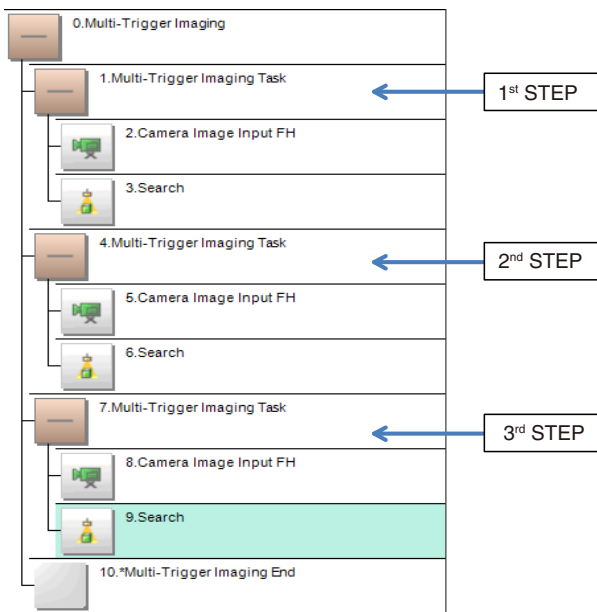 0.Multi-Trigger Imaging
1.Multi-Trigger Imaging Task
1st STEP
2.Camera Image Input FH
3.Search
4.Multi-Trigger Imaging Task
2nd STEP
5.Camera Image Input FH
6.Search
7.Multi-Trigger Imaging Task
3rd STEP
8.Camera Image Input FH
9.Search
10.*Multi-Trigger Imaging End